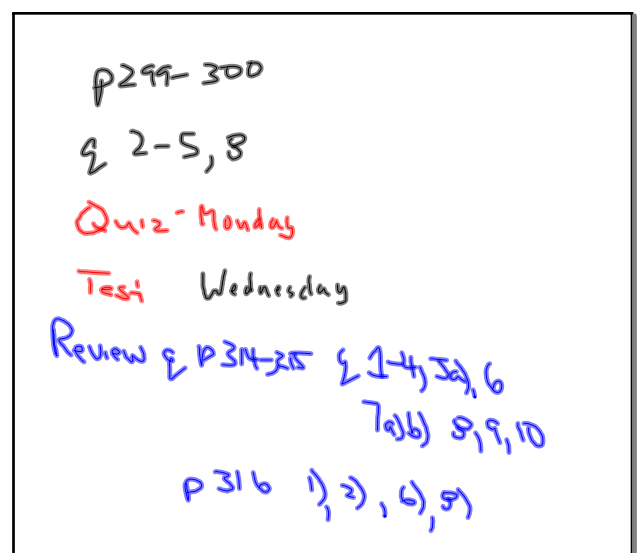 p299-300
q 2-5, 8
Quiz - Monday
Test Wednesday
Review q p314-315 q 1-4, 5a), 6
7a)b) 8, 9, 10
p 316 1), 2), 6), 8)